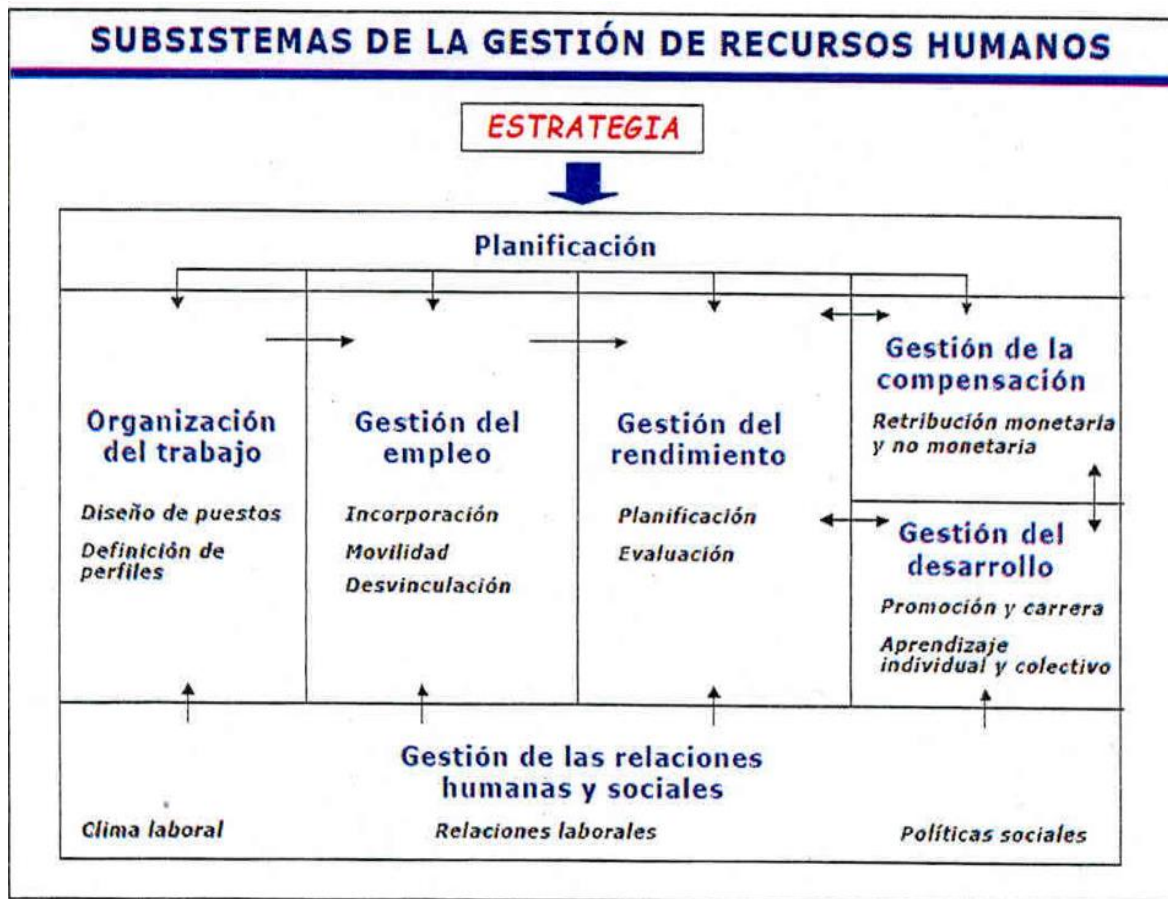 SUBSISTEMAS DE LA GESTIÓN DE RECURSOS HUMANOS
ESTRATEGIA
Planificación
Organización
del trabajo
Diseño de puestos
Definición de
perfiles
Gestión del
empleo
Incorporación
Movilidad
Desvinculación
Gestión del
rendimiento
Planificación
Evaluación
Gestión de la
compensación
Retribución monetaria
y no monetaria
Gestión del
desarrollo
Promoción y carrera
Aprendizaje
individual y colectivo
Gestión de las relaciones
humanas y sociales
Clima laboral
Relaciones laborales
Políticas sociales